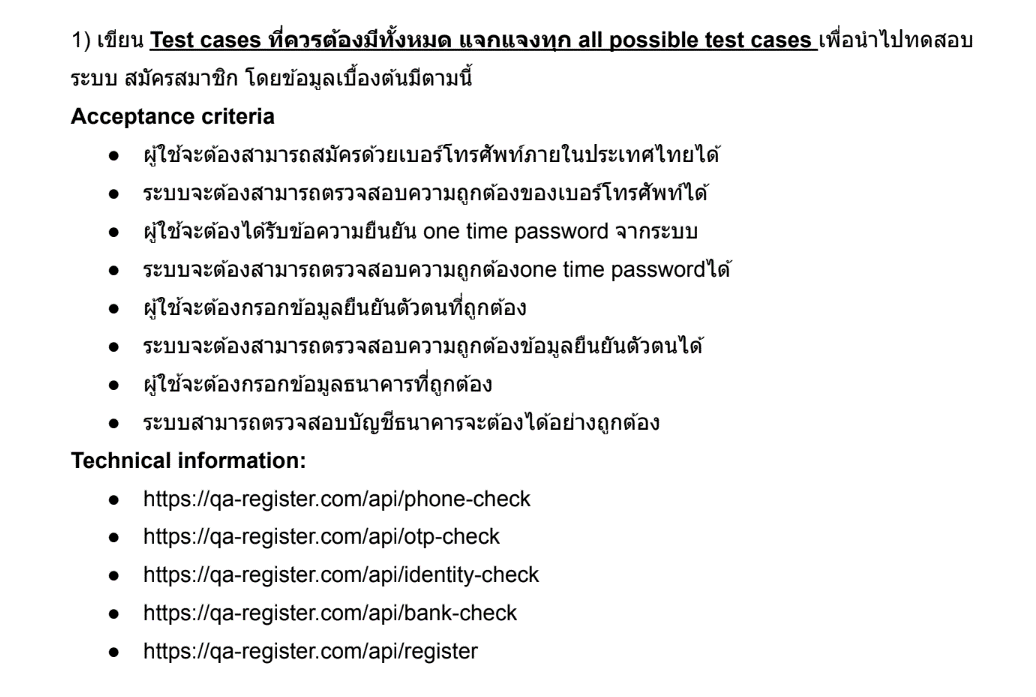 1) เขียน Test cases ที่ควรต้องมีทั้งหมด แจกแจงทุก all possible test cases เพื่อนำไปทดสอบ
ระบบ สมัครสมาชิก โดยข้อมูลเบื้องต้นมีตามนี้
Acceptance criteria
● ผู้ใช้จะต้องสามารถสมัครด้วยเบอร์โทรศัพท์ภายในประเทศไทยได้
● ระบบจะต้องสามารถตรวจสอบความถูกต้องของเบอร์โทรศัพท์ได้
● ผู้ใช้จะต้องได้รับข้อความยืนยัน one time password จากระบบ
● ระบบจะต้องสามารถตรวจสอบความถูกต้องone time passwordได้
● ผู้ใช้จะต้องกรอกข้อมูลยืนยันตัวตนที่ถูกต้อง
● ระบบจะต้องสามารถตรวจสอบความถูกต้องข้อมูลยืนยันตัวตนได้
● ผู้ใช้จะต้องกรอกข้อมูลธนาคารที่ถูกต้อง
● ระบบสามารถตรวจสอบบัญชีธนาคารจะต้องได้อย่างถูกต้อง
Technical information:
● https://qa-register.com/api/phone-check
● https://qa-register.com/api/otp-check
● https://qa-register.com/api/identity-check
● https://qa-register.com/api/bank-check
● https://qa-register.com/api/register